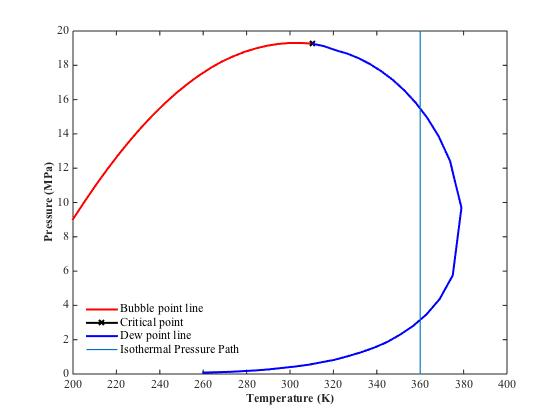 20
18
16
14
12
10
8
6
4
2
0
Pressure (MPa)
Bubble point line
Critical point
Dew point line
Isothermal Pressure Path
200 220 240 260 280 300 320 340 360 380 400
Temperature (K)